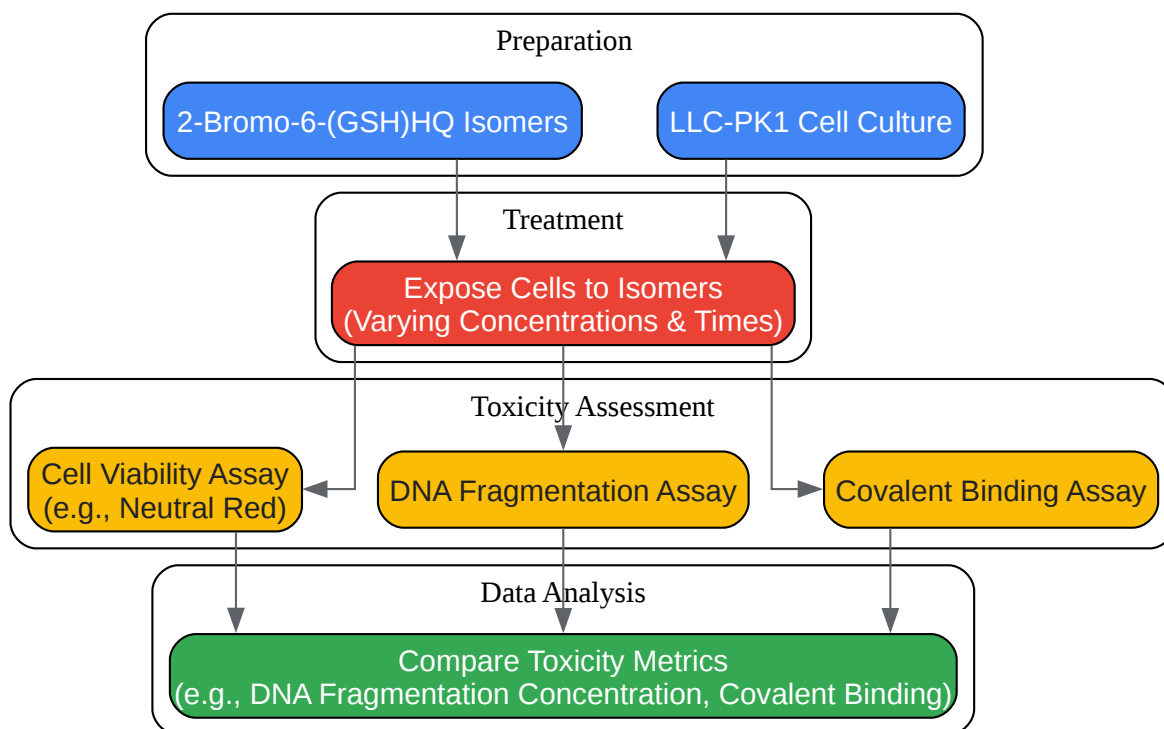 Preparation
2-Bromo-6-(GSH)HQ Isomers
LLC-PK1 Cell Culture
Treatment
Expose Cells to Isomers
(Varying Concentrations & Times)
Toxicity Assessment
Cell Viability Assay
(e.g., Neutral Red)
DNA Fragmentation Assay
Covalent Binding Assay
Data Analysis
Compare Toxicity Metrics
(e.g., DNA Fragmentation Concentration, Covalent Binding)